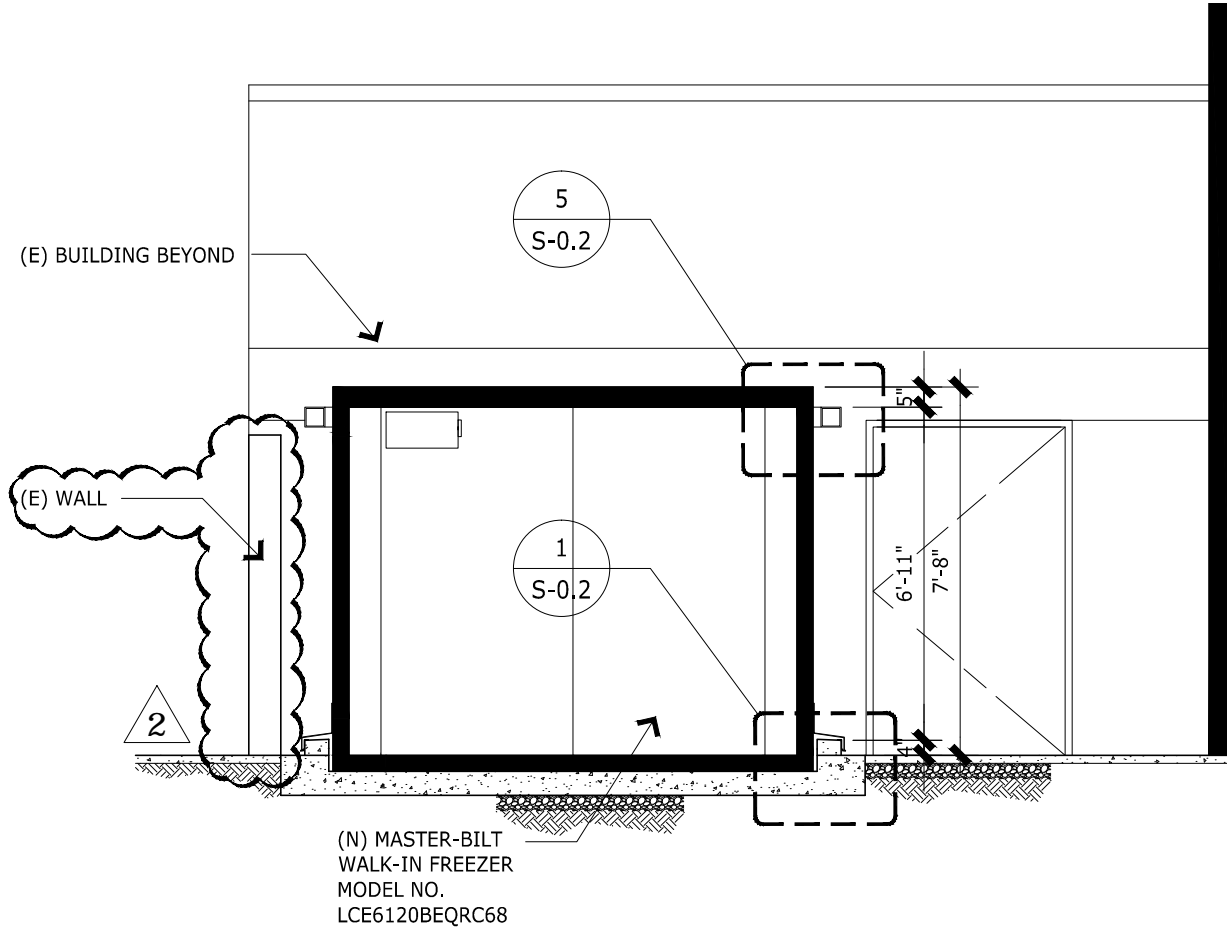 5
S-0.2
(E) BUILDING BEYOND
5"
(E) WALL
1
S-0.2
6'-11"
7'-8"
2
4"
(N) MASTER-BILT
WALK-IN FREEZER
MODEL NO.
LCE6120BEQRC68